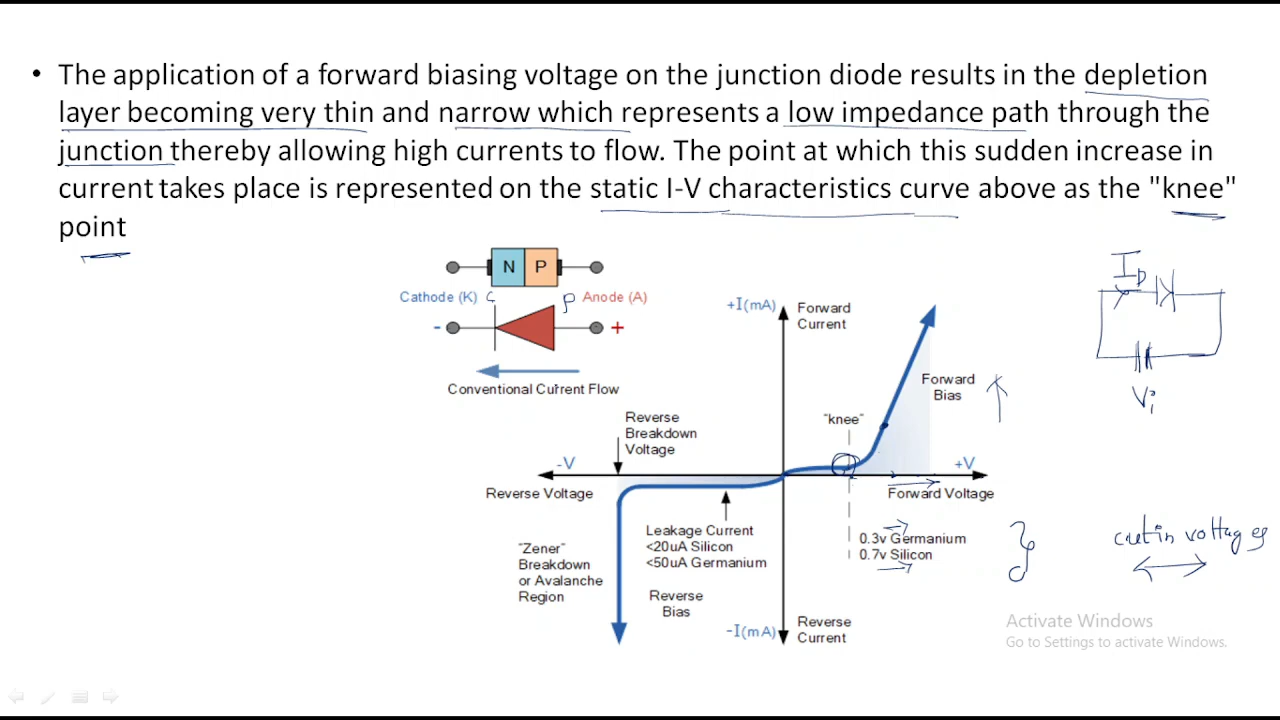 • The application of a forward biasing voltage on the junction diode results in the depletion
layer becoming very thin and narrow which represents a low impedance path through the
junction thereby allowing high currents to flow. The point at which this sudden increase in
current takes place is represented on the static I-V characteristics curve above as the "knee"
point
N P
Cathode (K) C P Anode (A)
- +
Conventional Current Flow
+I(mA)
Forward
Current
Forward
Bias
"knee"
Reverse
Breakdown
Voltage
-V
+V
Reverse Voltage
Forward Voltage
Leakage Current
<20uA Silicon
<50uA Germanium
0.3v Germanium
0.7v Silicon
"Zener"
Breakdown
or Avalanche
Region
Reverse
Bias
-I(mA)
Reverse
Current
ID
Vi
cutin voltages
Activate Windows
Go to Settings to activate Windows.